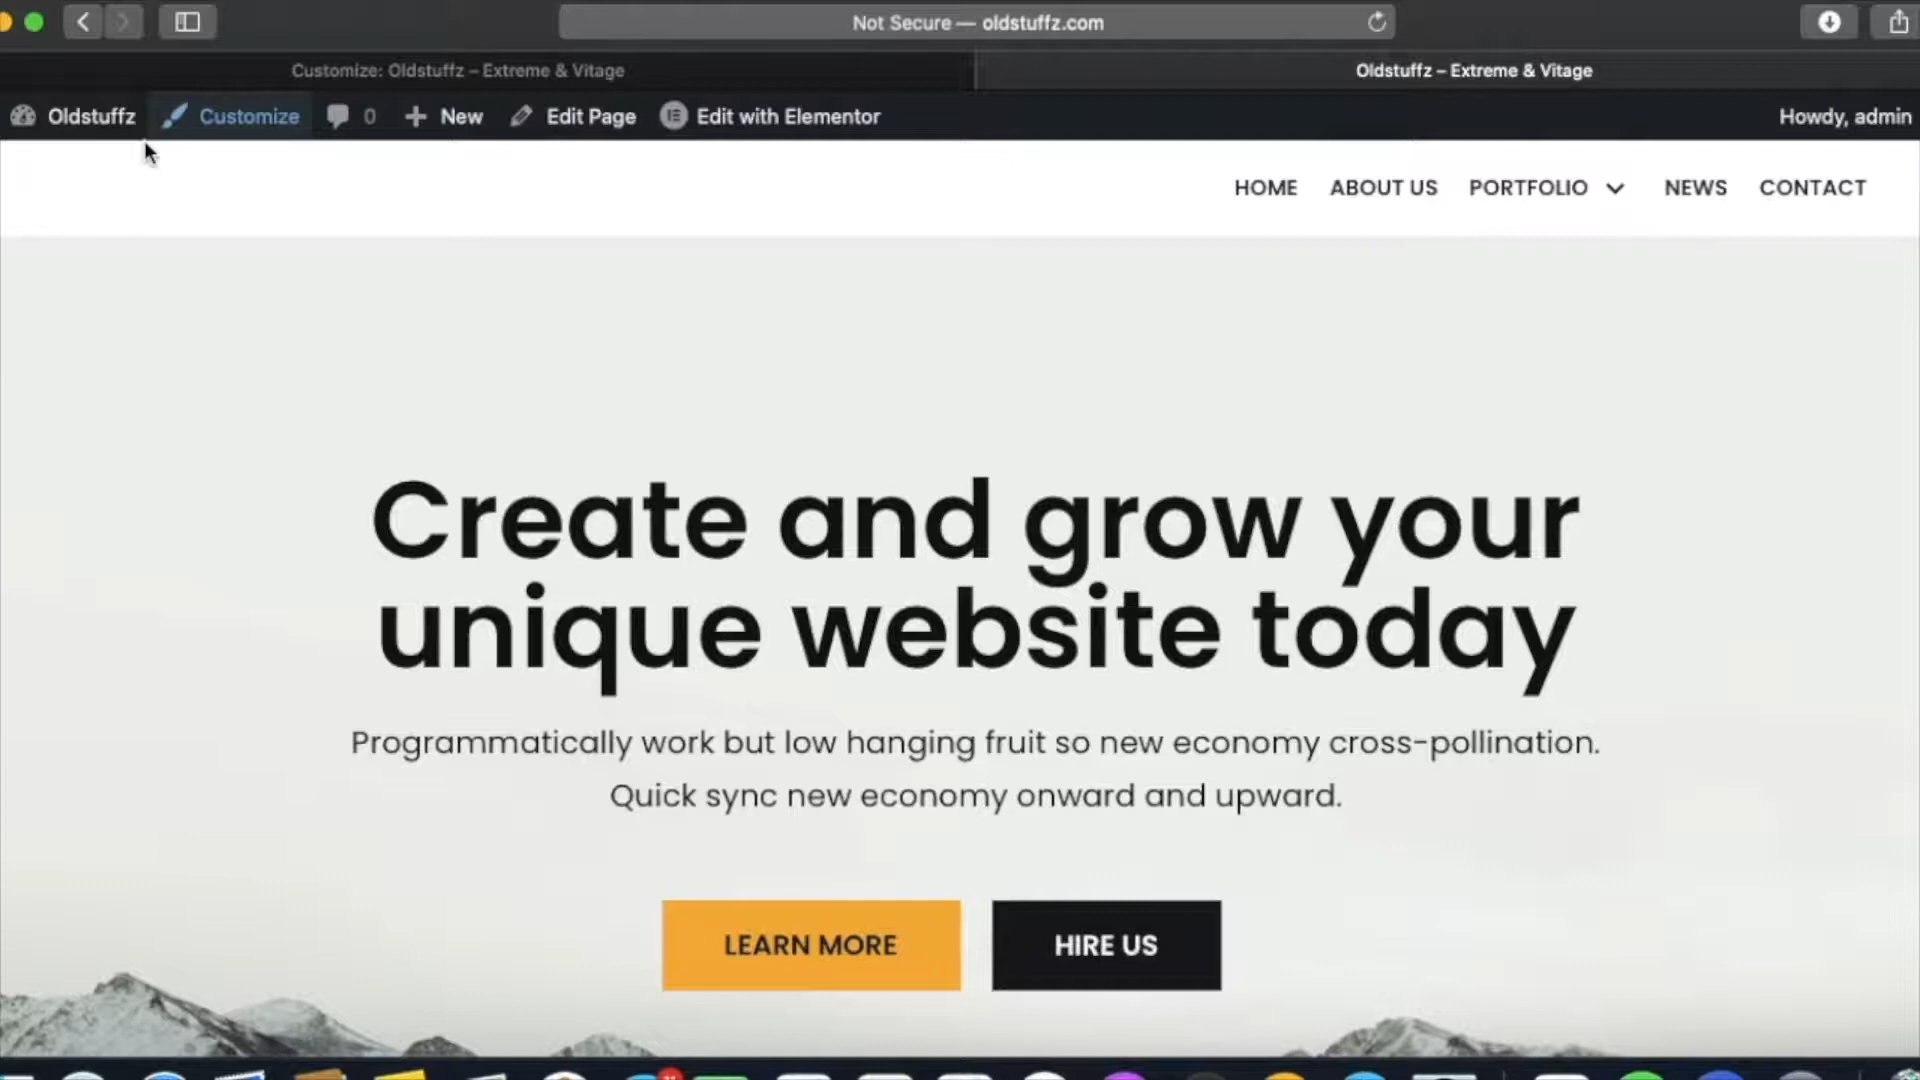 Not Secure — oldstuffz.com
Customize: Oldstuffz – Extreme & Vitage
Oldstuffz – Extreme & Vitage
Oldstuffz Customize 0 New Edit Page Edit with Elementor Howdy, admin
HOME ABOUT US PORTFOLIO NEWS CONTACT
Create and grow your
unique website today
Programmatically work but low hanging fruit so new economy cross-pollination.
Quick sync new economy onward and upward.
LEARN MORE HIRE US